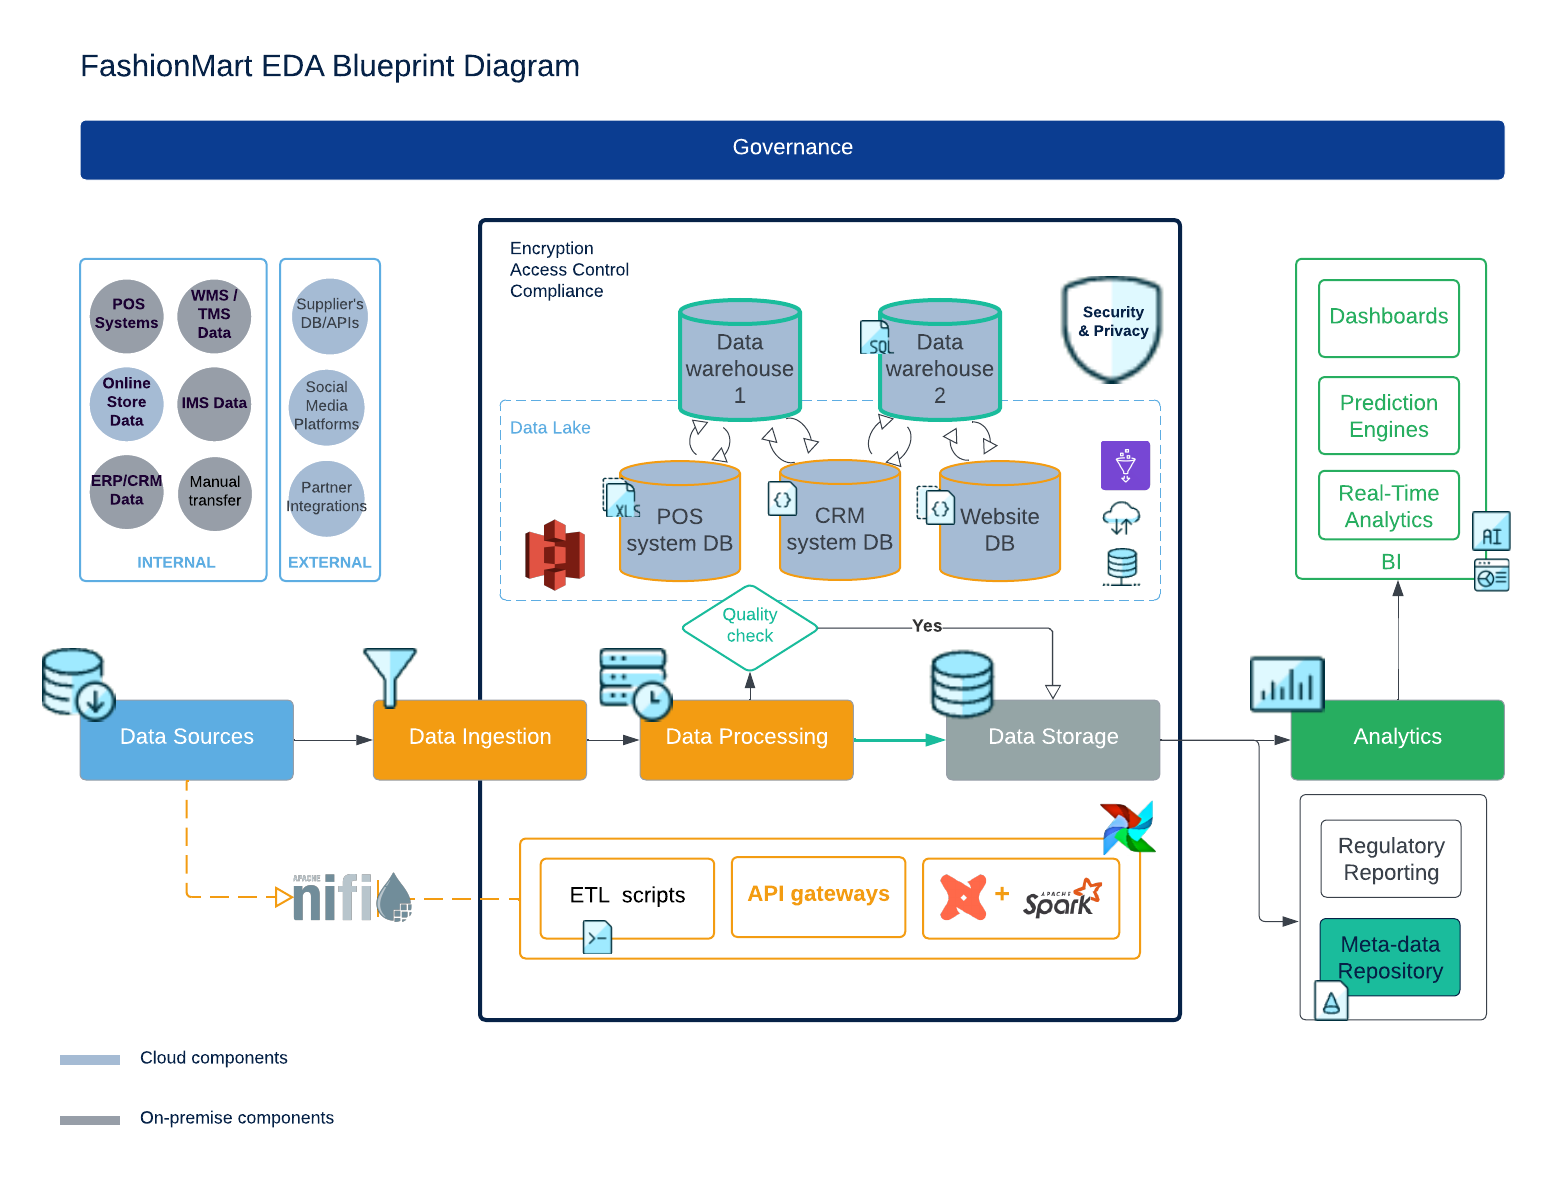 FashionMart EDA Blueprint Diagram
Governance
POS
Systems
WMS /
TMS
Data
Online
Store
Data
IMS Data
ERP/CRM
Data
Manual
transfer
INTERNAL
Supplier's
DB/APIs
Social
Media
Platforms
Partner
Integrations
EXTERNAL
Encryption
Access Control
Compliance
Security
& Privacy
Data
warehouse
1
SQL
Data
warehouse
2
Data Lake
XLS
POS
system DB
{}
CRM
system DB
{}
Website
DB
Quality
check
Yes
Dashboards
Prediction
Engines
Real-Time
Analytics
BI
AI
Data Sources
Data Ingestion
Data Processing
Data Storage
Analytics
APACHE
nifi
ETL scripts
API gateways
+
APACHE
Spark
Regulatory
Reporting
Meta-data
Repository
Cloud components
On-premise components